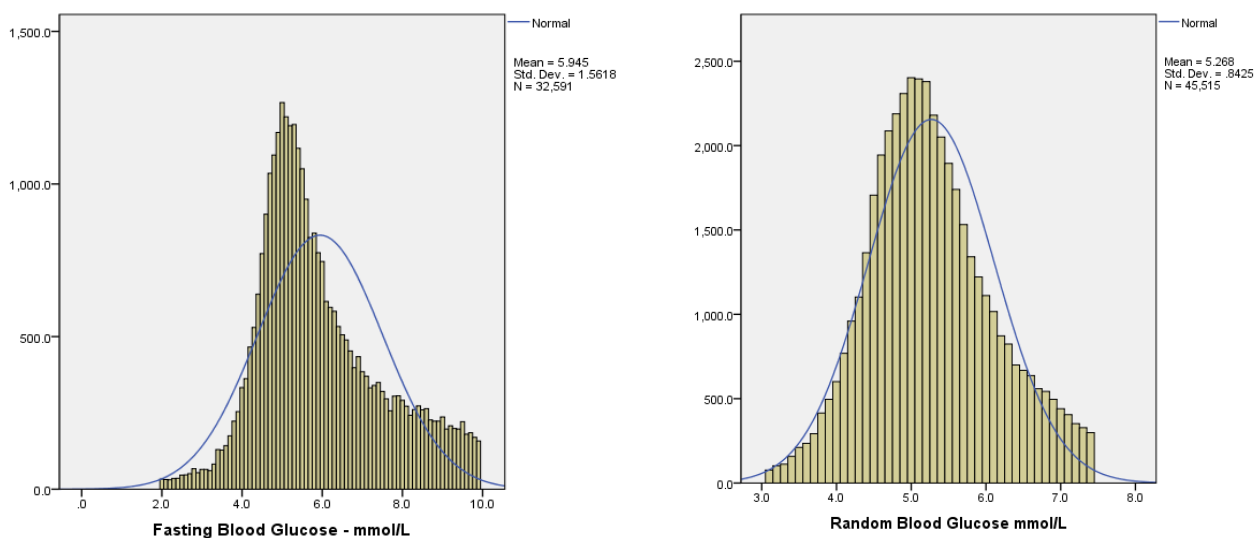 Normal
Mean = 5.945
Std. Dev. = 1.5618
N = 32,591
1,500.0
1,000.0
500.0
0.0
.0 2.0 4.0 6.0 8.0 10.0
Fasting Blood Glucose - mmol/L
Normal
Mean = 5.268
Std. Dev. = .8425
N = 45,515
2,500.0
2,000.0
1,500.0
1,000.0
500.0
0.0
3.0 4.0 5.0 6.0 7.0 8.0
Random Blood Glucose mmol/L